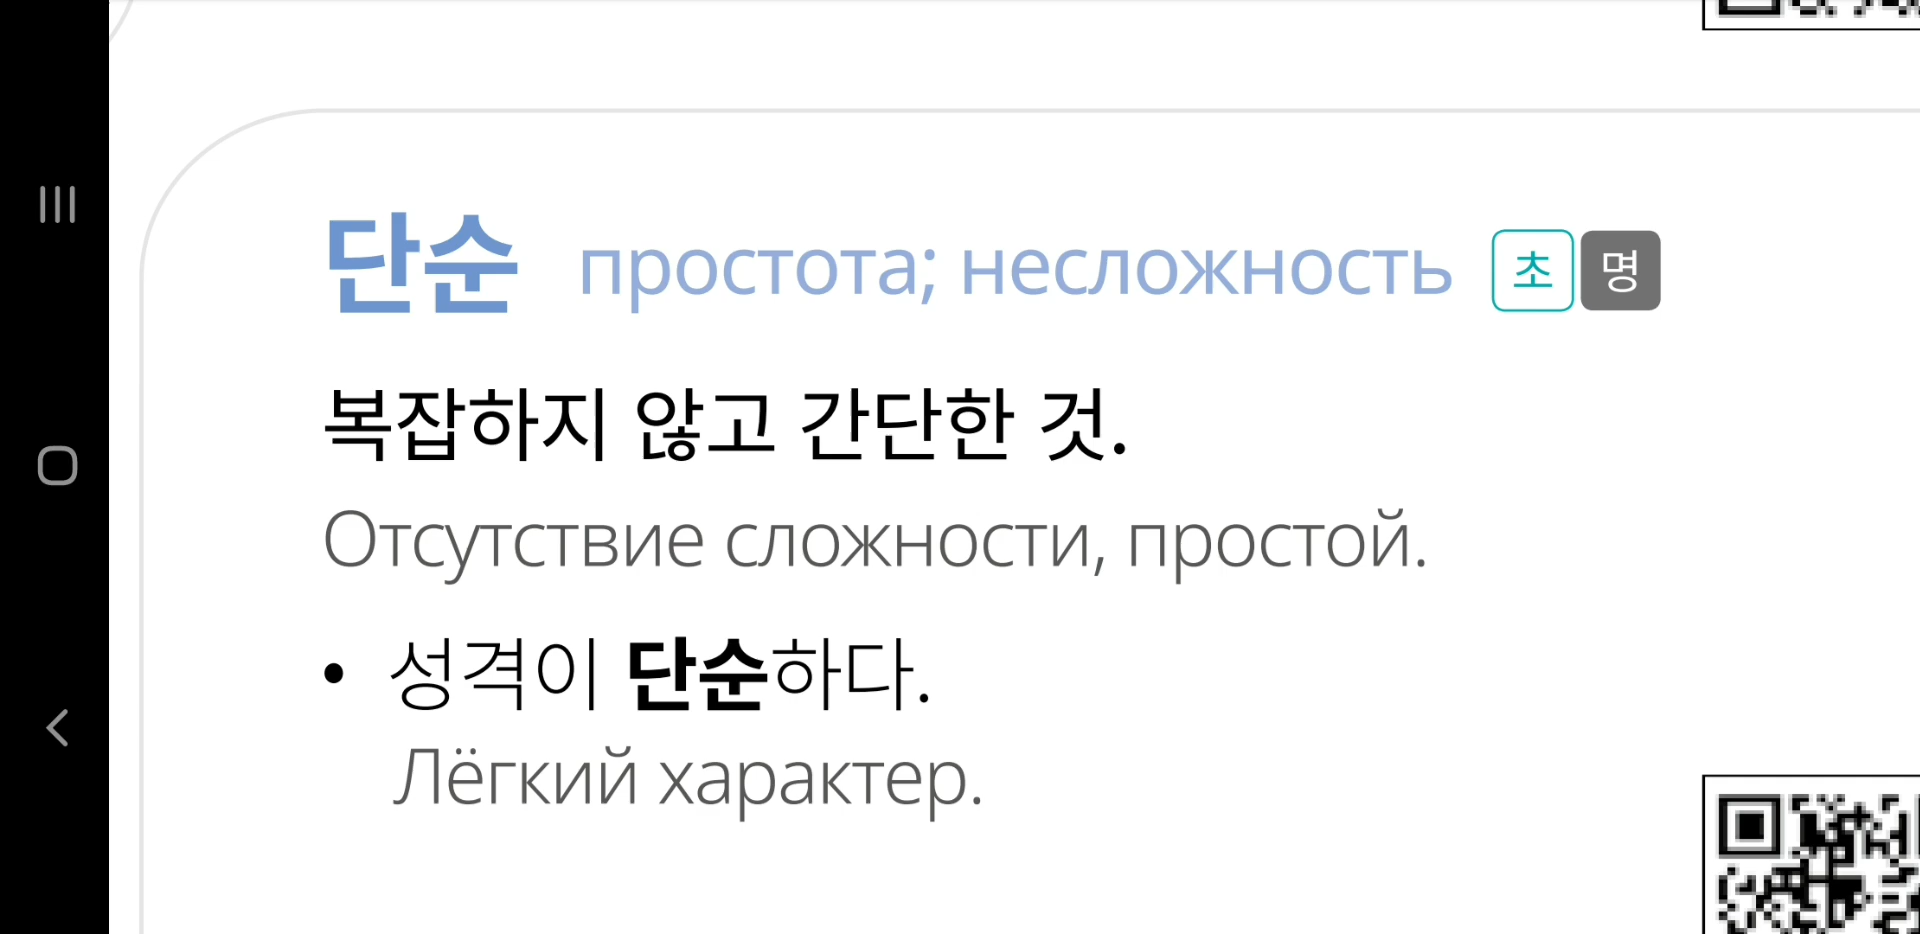 단순 простота; несложность 초 명
복잡하지 않고 간단한 것.
Отсутствие сложности, простой.
• 성격이 단순하다.
Лёгкий характер.